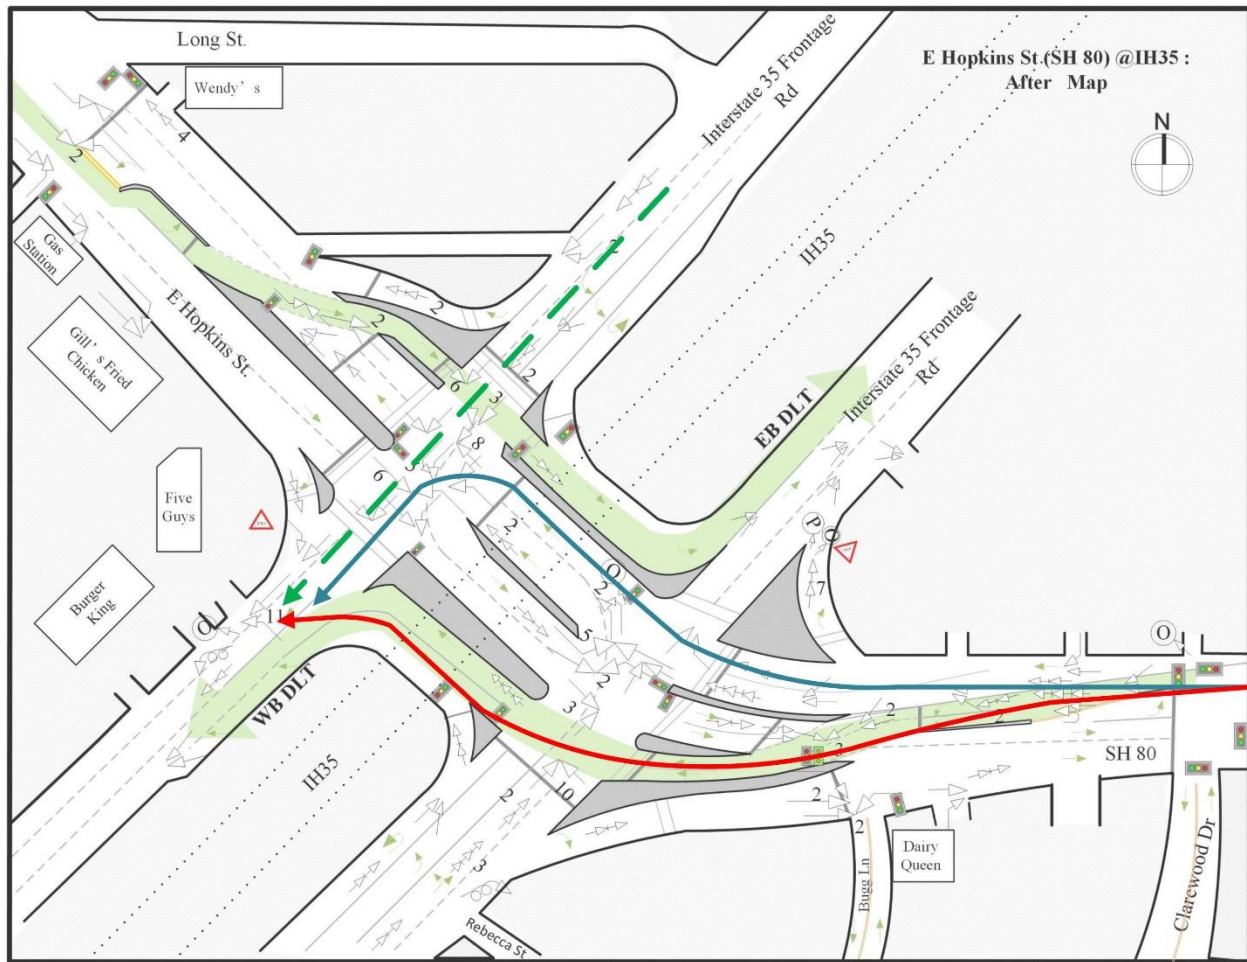 Long St.
Wendy's
E Hopkins St.(SH 80) @IH35 :
After Map
N
Interstate 35 Frontage
Rd
4
2
Gas
Station
Gill's Fried
Chicken
E Hopkins St.
IH35
2
2
2
2
6
3
8
6
Five
Guys
EB DLT
Interstate 35 Frontage
Rd
P
O
7
Burger
King
2
O
2
5
11
O
O
WB DLT
2
3
2
2
3
SH 80
IH35
10
2
2
2
3
Dairy
Queen
Bugg Ln
Clarewood Dr
Rebecca St